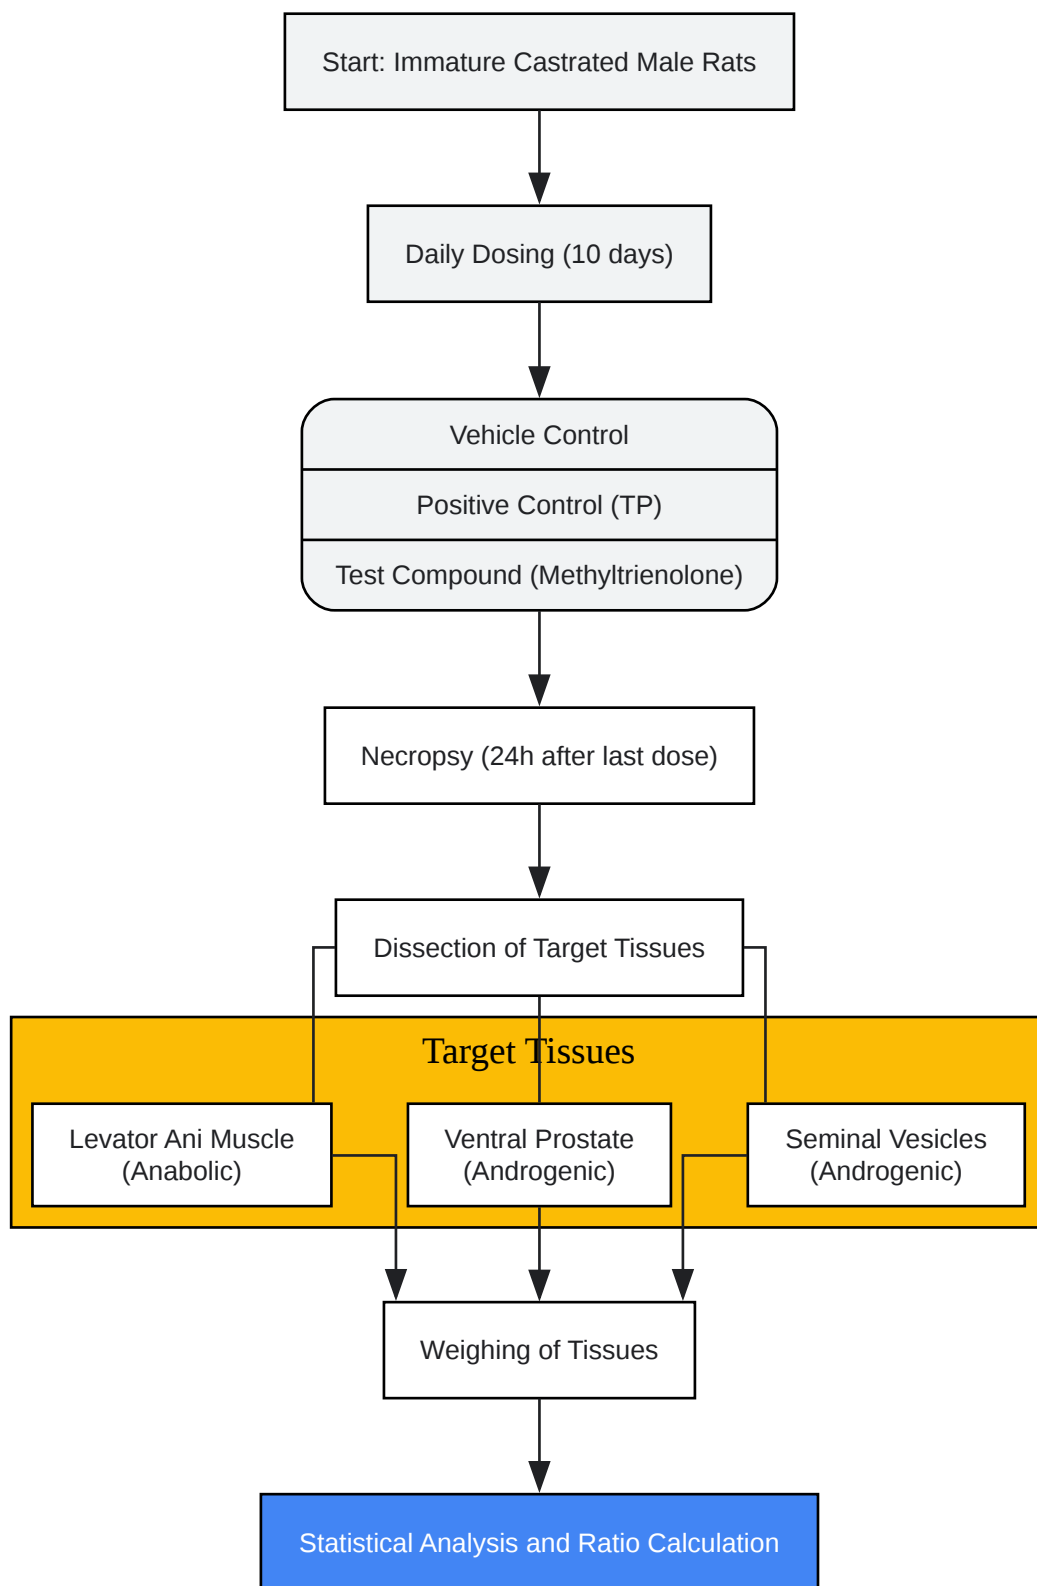 Start: Immature Castrated Male Rats
Daily Dosing (10 days)
Vehicle Control
Positive Control (TP)
Test Compound (Methyltrienolone)
Necropsy (24h after last dose)
Dissection of Target Tissues
Target Tissues
Levator Ani Muscle
(Anabolic)
Ventral Prostate
(Androgenic)
Seminal Vesicles
(Androgenic)
Weighing of Tissues
Statistical Analysis and Ratio Calculation